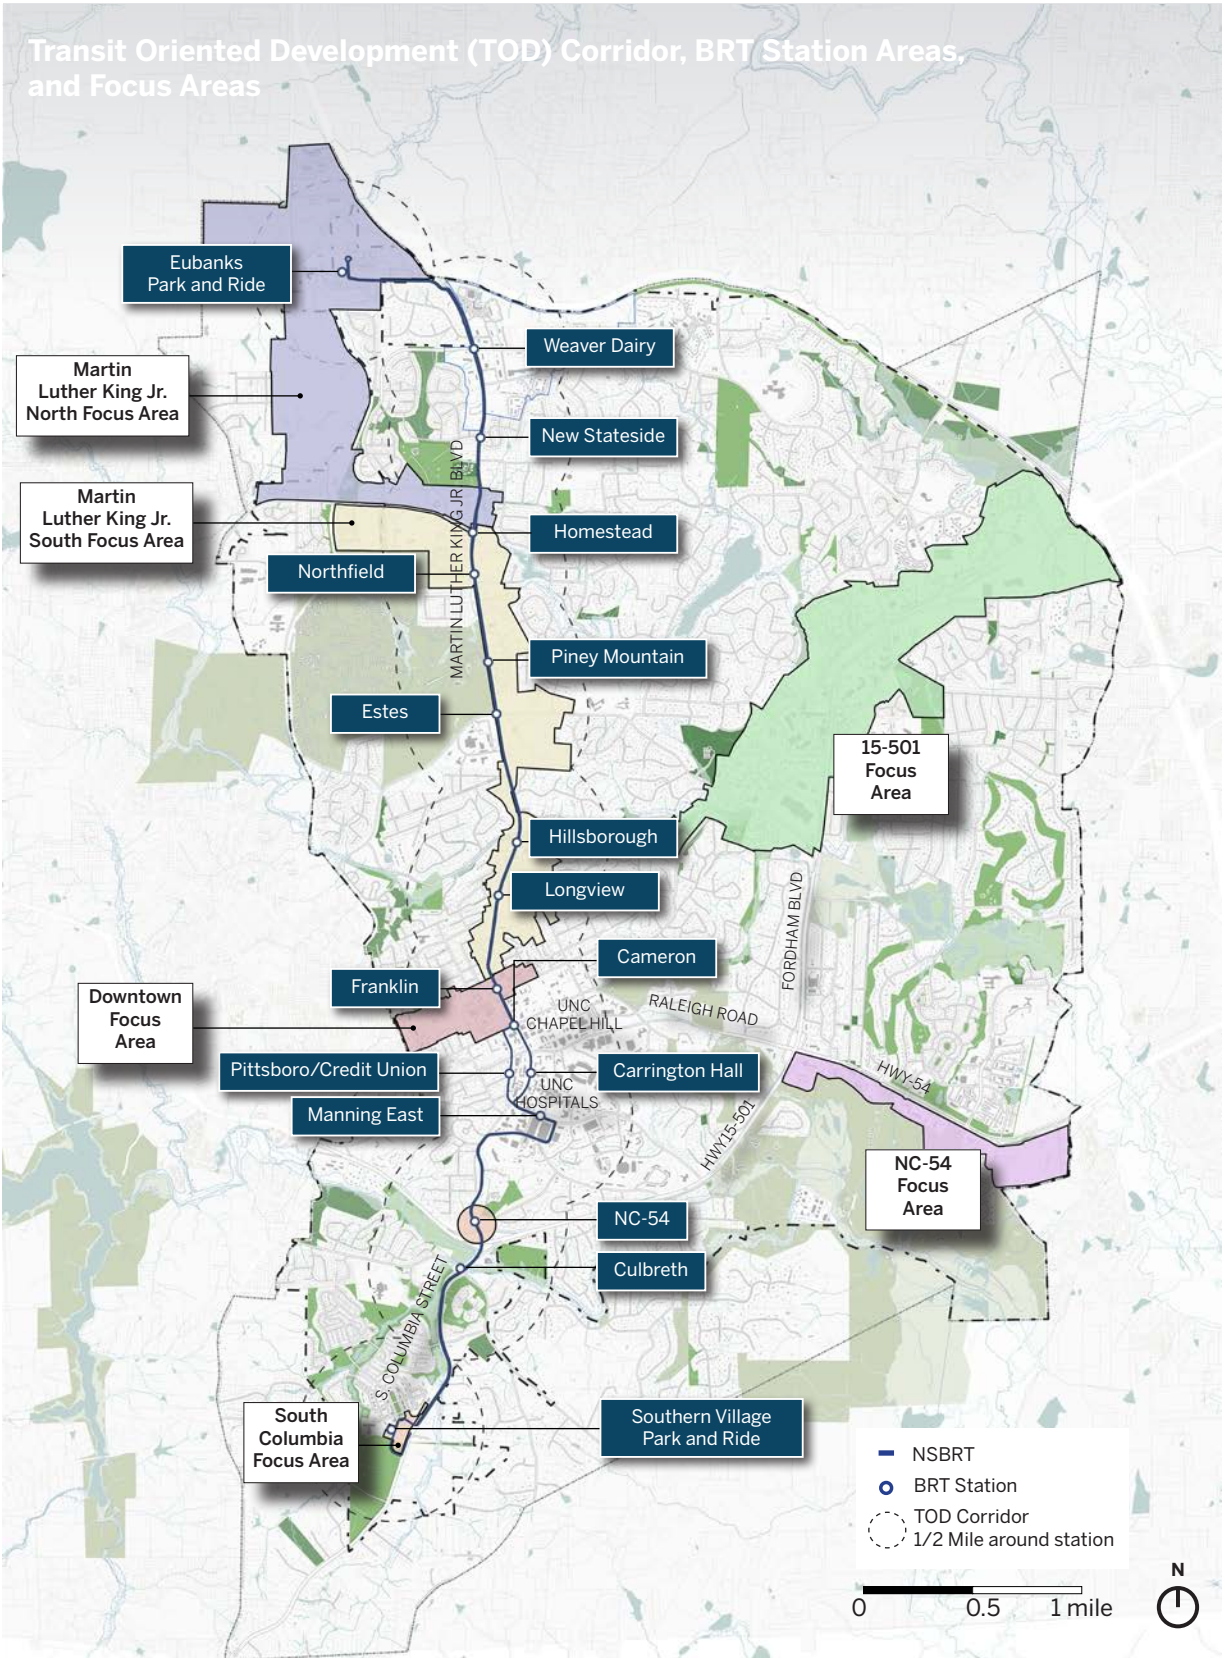 Transit Oriented Development (TOD) Corridor, BRT Station Areas,
and Focus Areas
Eubanks
Park and Ride
Weaver Dairy
Martin
Luther King Jr.
North Focus Area
New Stateside
MARTIN LUTHER KING JR. BLVD
Martin
Luther King Jr.
South Focus Area
Homestead
Northfield
Piney Mountain
Estes
15-501
Focus
Area
Hillsborough
Longview
FORDHAM BLVD
Cameron
Franklin
Downtown
Focus
Area
UNC
CHAPEL HILL
RALEIGH ROAD
Pittsboro/Credit Union
Carrington Hall
HWY-54
UNC
HOSPITALS
Manning East
HWY15-501
NC-54
Focus
Area
NC-54
Culbreth
S. COLUMBIA STREET
South
Columbia
Focus Area
Southern Village
Park and Ride
NSBRT
BRT Station
TOD Corridor
1/2 Mile around station
N
0 0.5 1 mile